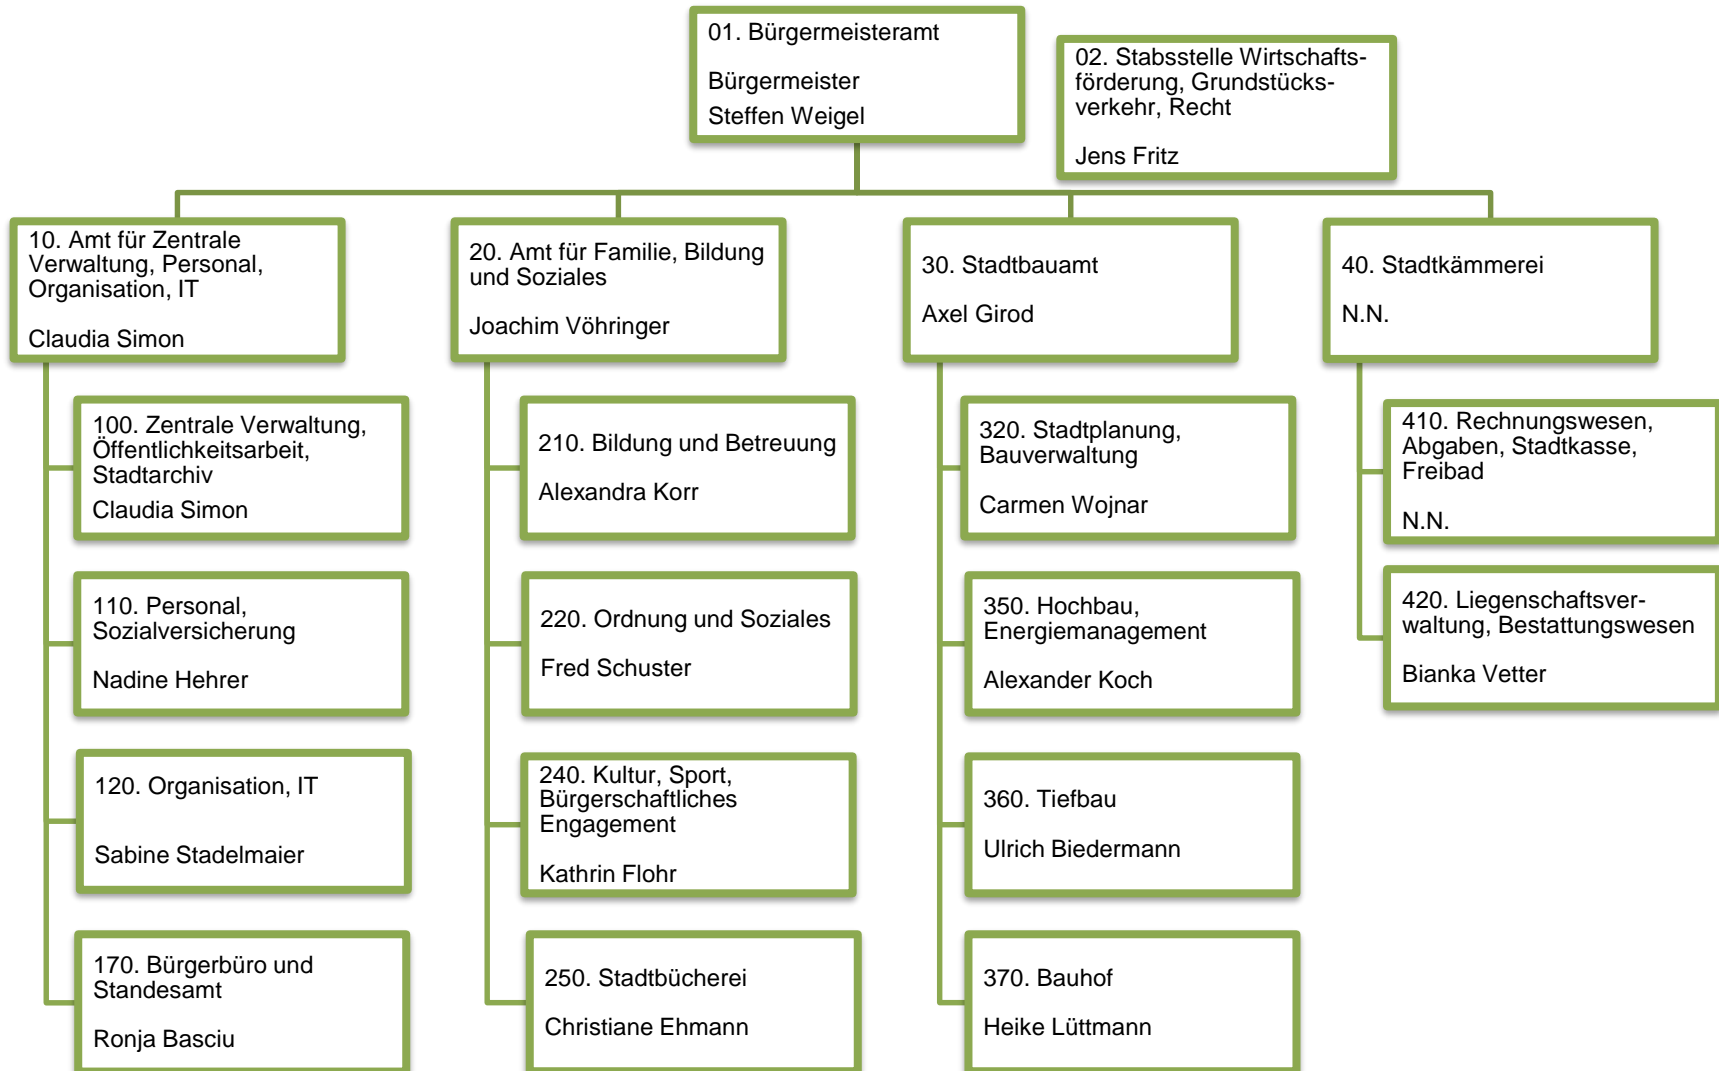 01. Bürgermeisteramt
Bürgermeister
Steffen Weigel
02. Stabsstelle Wirtschafts-
förderung, Grundstücks-
verkehr, Recht
Jens Fritz
10. Amt für Zentrale
Verwaltung, Personal,
Organisation, IT
Claudia Simon
100. Zentrale Verwaltung,
Öffentlichkeitsarbeit,
Stadtarchiv
Claudia Simon
110. Personal,
Sozialversicherung
Nadine Hehrer
120. Organisation, IT
Sabine Stadelmaier
170. Bürgerbüro und
Standesamt
Ronja Basciu
20. Amt für Familie, Bildung
und Soziales
Joachim Vöhringer
210. Bildung und Betreuung
Alexandra Korr
220. Ordnung und Soziales
Fred Schuster
240. Kultur, Sport,
Bürgerschaftliches
Engagement
Kathrin Flohr
250. Stadtbücherei
Christiane Ehmann
30. Stadtbauamt
Axel Girod
320. Stadtplanung,
Bauverwaltung
Carmen Wojnar
350. Hochbau,
Energiemanagement
Alexander Koch
360. Tiefbau
Ulrich Biedermann
370. Bauhof
Heike Lüttmann
40. Stadtkämmerei
N.N.
410. Rechnungswesen,
Abgaben, Stadtkasse,
Freibad
N.N.
420. Liegenschaftsver-
waltung, Bestattungswesen
Bianka Vetter